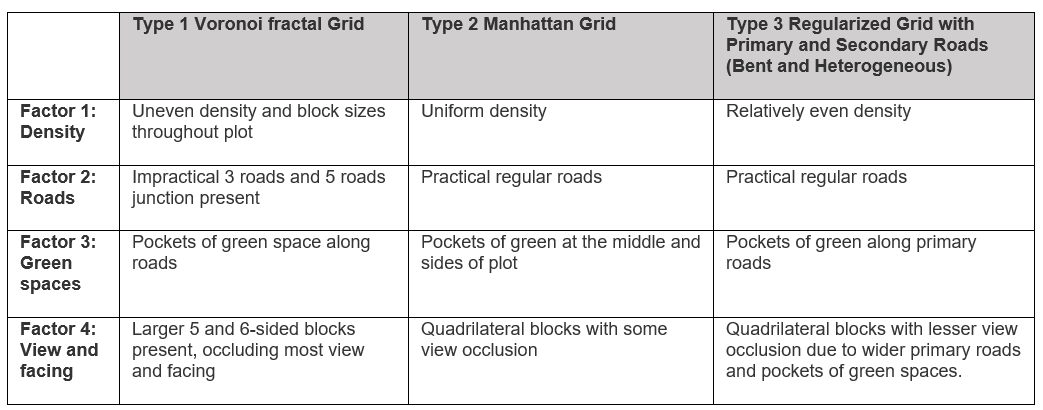 Type 1 Voronoi fractal Grid
Type 2 Manhattan Grid
Type 3 Regularized Grid with
Primary and Secondary Roads
(Bent and Heterogeneous)
Factor 1:
Density
Uneven density and block sizes
throughout plot
Uniform density
Relatively even density
Factor 2:
Roads
Impractical 3 roads and 5 roads
junction present
Practical regular roads
Practical regular roads
Factor 3:
Green
spaces
Pockets of green space along
roads
Pockets of green at the middle and
sides of plot
Pockets of green along primary
roads
Factor 4:
View and
facing
Larger 5 and 6-sided blocks
present, occluding most view
and facing
Quadrilateral blocks with some
view occlusion
Quadrilateral blocks with lesser view
occlusion due to wider primary roads
and pockets of green spaces.